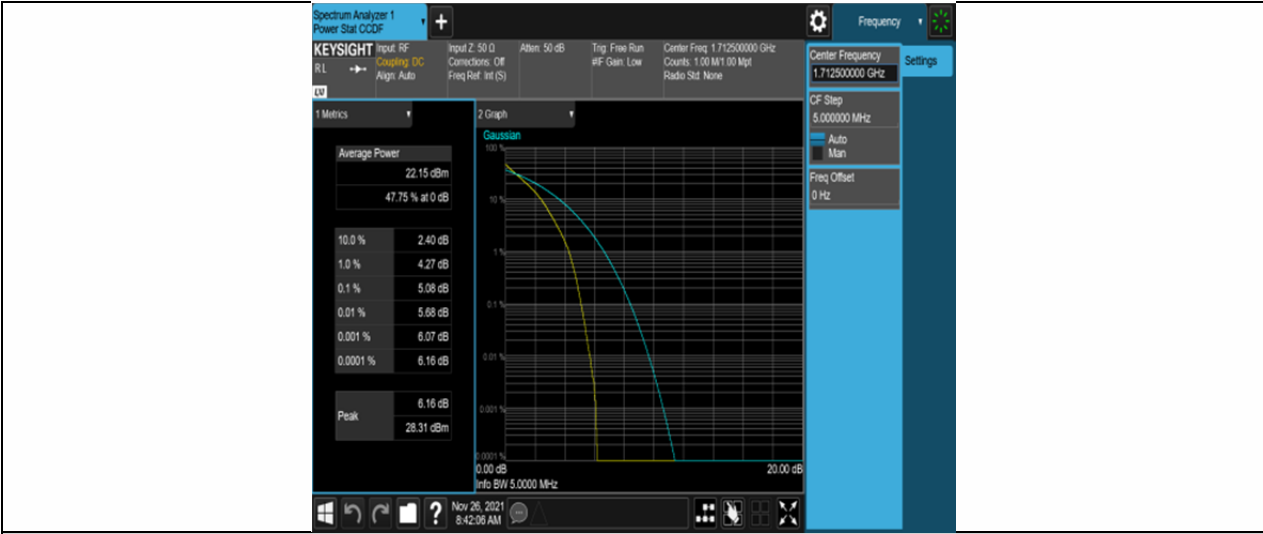 Spectrum Analyzer 1
Power Stat CCDF
Frequency
KEYSIGHT
RL
LV
Input: RF
Coupling: DC
Align: Auto
Input Z: 50 Ω
Corrections: Off
Freq Ref: Int (S)
Atten: 50 dB
Trig: Free Run
#IF Gain: Low
Center Freq: 1.712500000 GHz
Counts: 1.00 M/1.00 Mpt
Radio Std: None
Center Frequency
1.712500000 GHz
Settings
CF Step
5.000000 MHz
Auto
Man
Freq Offset
0 Hz
1 Metrics
Average Power
22.15 dBm
47.75 % at 0 dB
10.0 % 2.40 dB
1.0 % 4.27 dB
0.1 % 5.08 dB
0.01 % 5.68 dB
0.001 % 6.07 dB
0.0001 % 6.16 dB
Peak
6.16 dB
28.31 dBm
2 Graph
Gaussian
100 %
10 %
1 %
0.1 %
0.01 %
0.001 %
0.0001 %
0.00 dB 20.00 dB
Info BW 5.0000 MHz
?
Nov 26, 2021
8:42:06 AM